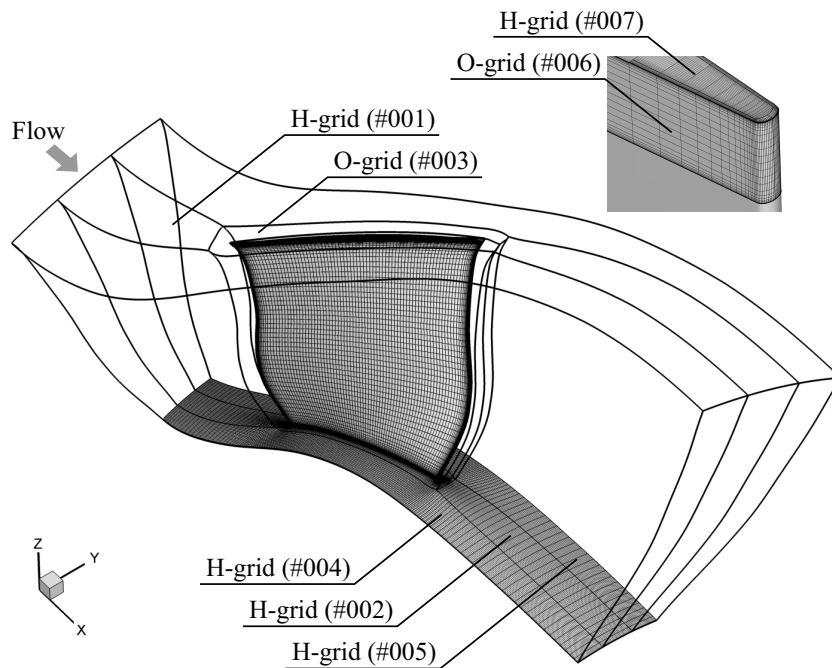 H-grid (#007)
O-grid (#006)
H-grid (#001)
Flow
O-grid (#003)
Z
Y
X
H-grid (#004)
H-grid (#002)
H-grid (#005)